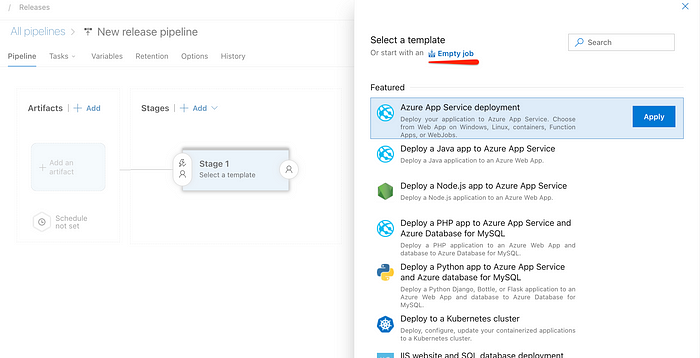 / Releases
All pipelines > New release pipeline
Pipeline Tasks Variables Retention Options History
Artifacts | + Add
Stages | + Add
+ Add an
artifact
Schedule
not set
Stage 1
Select a template
Select a template
Or start with an Empty job
Search
Featured
Azure App Service deployment
Deploy your application to Azure App Service. Choose
from Web App on Windows, Linux, containers, Function
Apps, or WebJobs.
Apply
Deploy a Java app to Azure App Service
Deploy a Java application to an Azure Web App.
Deploy a Node.js app to Azure App Service
Deploy a Node.js application to an Azure Web App.
Deploy a PHP app to Azure App Service and
Azure Database for MySQL
Deploy a PHP application to an Azure Web App and
database to Azure Database for MySQL.
Deploy a Python app to Azure App Service
and Azure database for MySQL
Deploy a Python Django, Bottle, or Flask application to an
Azure Web App and database to Azure Database for
MySQL.
Deploy to a Kubernetes cluster
Deploy, configure, update your containerized applications
to a Kubernetes cluster.
IIS website and SQL database deployment